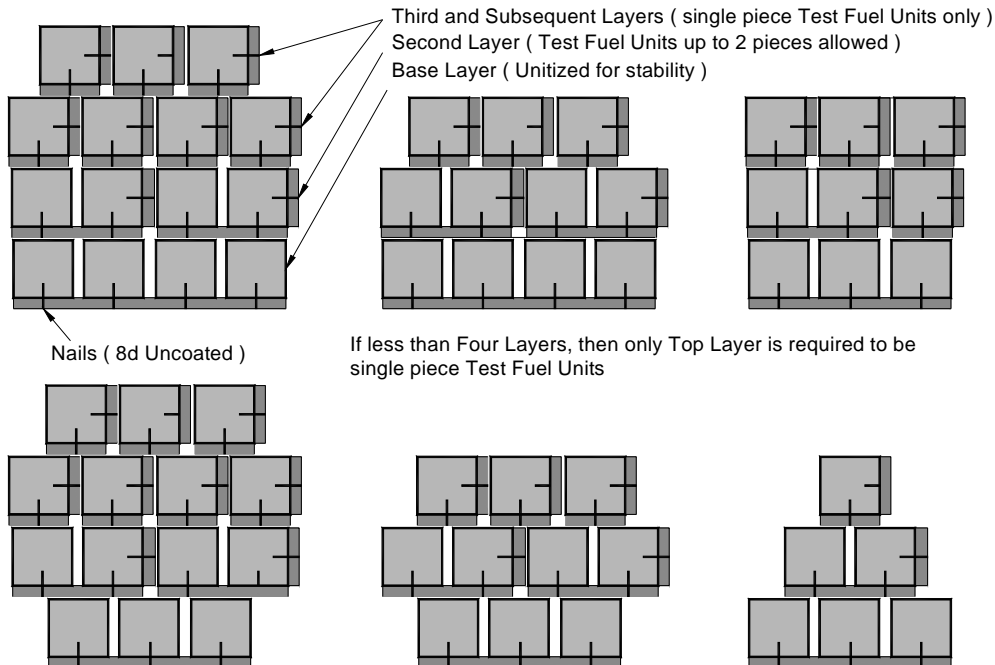 Third and Subsequent Layers ( single piece Test Fuel Units only )
Second Layer ( Test Fuel Units up to 2 pieces allowed )
Base Layer ( Unitized for stability )
Nails ( 8d Uncoated )
If less than Four Layers, then only Top Layer is required to be
single piece Test Fuel Units